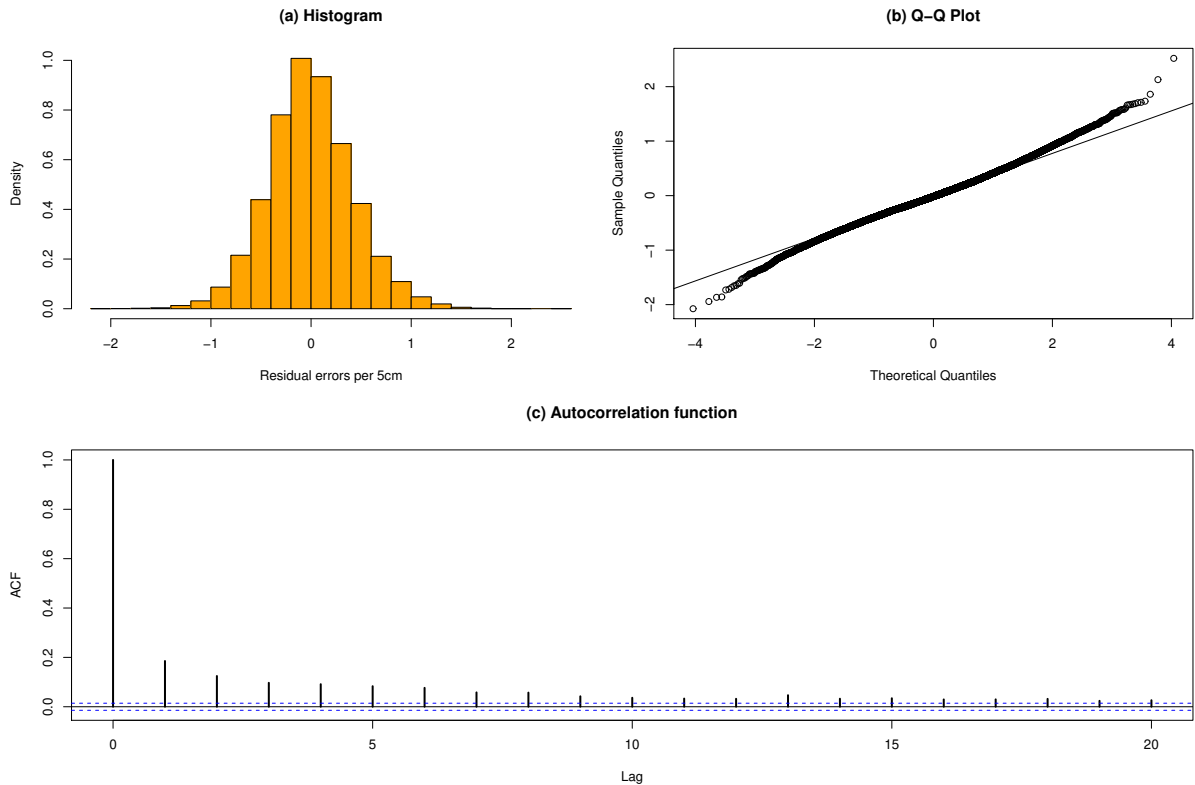 (a) Histogram
Density
0.0 0.2 0.4 0.6 0.8 1.0
−2 −1 0 1 2
Residual errors per 5cm
(b) Q−Q Plot
Sample Quantiles
−2 −1 0 1 2
−4 −2 0 2 4
Theoretical Quantiles
(c) Autocorrelation function
ACF
0.0 0.2 0.4 0.6 0.8 1.0
0 5 10 15 20
Lag